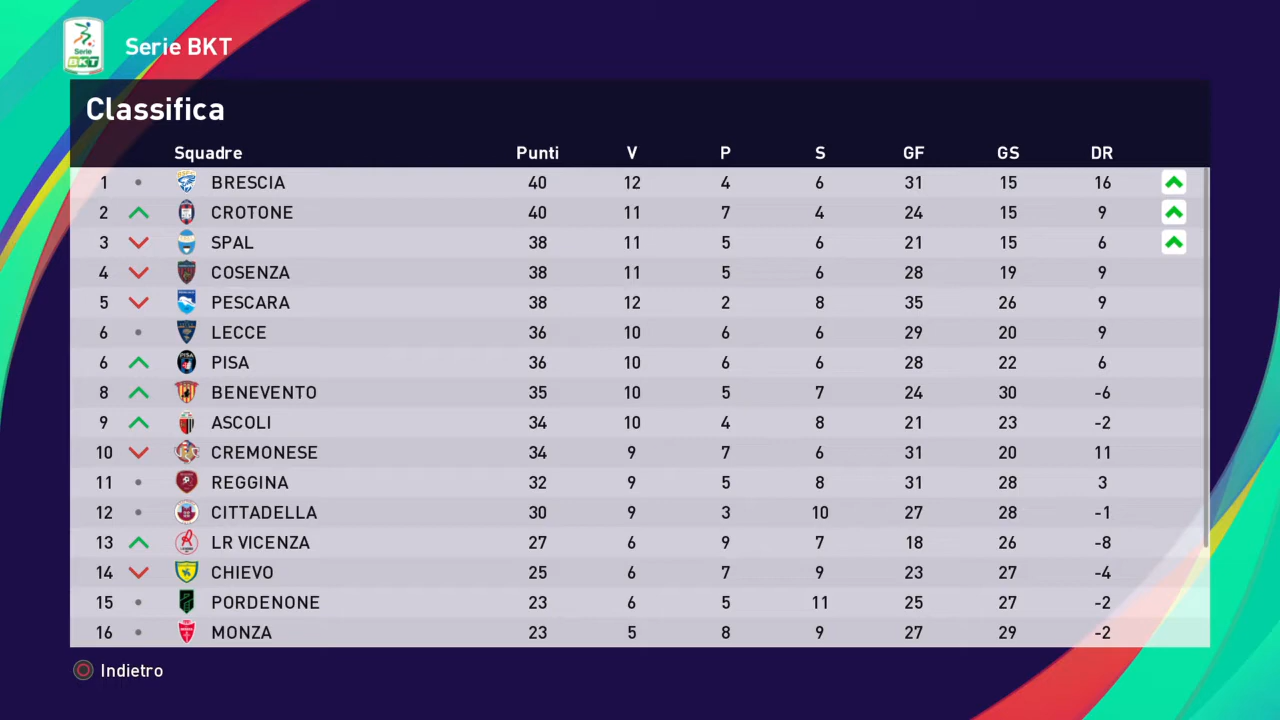 Serie BKT
Serie BKT
Classifica
Squadre Punti V P S GF GS DR
1 BRESCIA 40 12 4 6 31 15 16
2 CROTONE 40 11 7 4 24 15 9
3 SPAL 38 11 5 6 21 15 6
4 COSENZA 38 11 5 6 28 19 9
5 PESCARA 38 12 2 8 35 26 9
6 LECCE 36 10 6 6 29 20 9
6 PISA PISA 36 10 6 6 28 22 6
8 BENEVENTO 35 10 5 7 24 30 -6
9 ASCOLI 34 10 4 8 21 23 -2
10 CREMONESE 34 9 7 6 31 20 11
11 REGGINA 32 9 5 8 31 28 3
12 CITTADELLA 30 9 3 10 27 28 -1
13 LR VICENZA 27 6 9 7 18 26 -8
14 CHIEVO 25 6 7 9 23 27 -4
15 PORDENONE 23 6 5 11 25 27 -2
16 MONZA 23 5 8 9 27 29 -2
Indietro